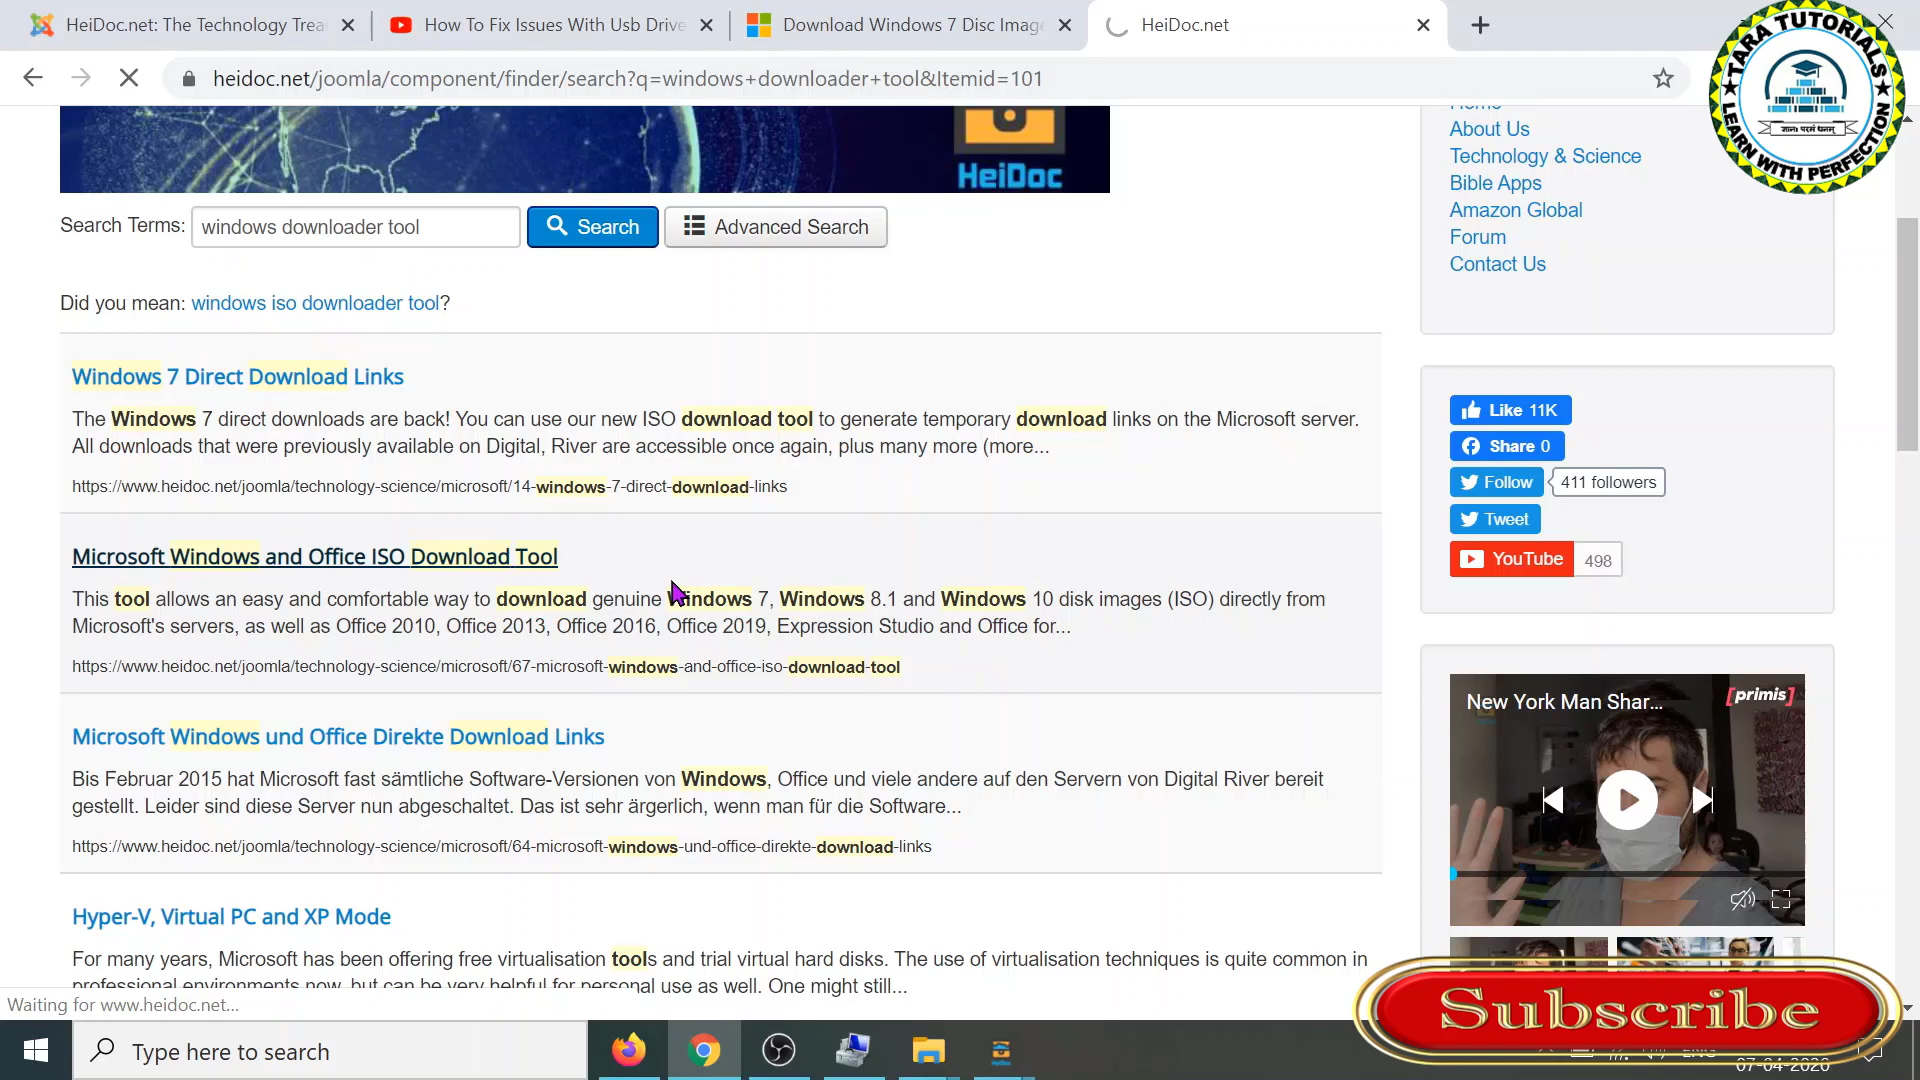 HeiDoc.net: The Technology Trea
How To Fix Issues With Usb Drive
Download Windows 7 Disc Imag
HeiDoc.net
heidoc.net/joomla/component/finder/search?q=windows+downloader+tool&Itemid=101
TARA TUTORIALS
LEARN WITH PERFECTION
HeiDoc
Home
About Us
Technology & Science
Bible Apps
Amazon Global
Forum
Contact Us
Search Terms: windows downloader tool Search Advanced Search
Did you mean: windows iso downloader tool?
Windows 7 Direct Download Links
The Windows 7 direct downloads are back! You can use our new ISO download tool to generate temporary download links on the Microsoft server.
All downloads that were previously available on Digital, River are accessible once again, plus many more (more...
https://www.heidoc.net/joomla/technology-science/microsoft/14-windows-7-direct-download-links
Microsoft Windows and Office ISO Download Tool
This tool allows an easy and comfortable way to download genuine Windows 7, Windows 8.1 and Windows 10 disk images (ISO) directly from
Microsoft's servers, as well as Office 2010, Office 2013, Office 2016, Office 2019, Expression Studio and Office for...
https://www.heidoc.net/joomla/technology-science/microsoft/67-microsoft-windows-and-office-iso-download-tool
Microsoft Windows und Office Direkte Download Links
Bis Februar 2015 hat Microsoft fast sämtliche Software-Versionen von Windows, Office und viele andere auf den Servern von Digital River bereit
gestellt. Leider sind diese Server nun abgeschaltet. Das ist sehr ärgerlich, wenn man für die Software...
https://www.heidoc.net/joomla/technology-science/microsoft/64-microsoft-windows-und-office-direkte-download-links
Hyper-V, Virtual PC and XP Mode
For many years, Microsoft has been offering free virtualisation tools and trial virtual hard disks. The use of virtualisation techniques is quite common in
professional environments now, but can be very helpful for personal use as well. One might still...
Like 11K
Share 0
Follow 411 followers
Tweet
YouTube 498
New York Man Shar...
[primis]
Waiting for www.heidoc.net...
Subscribe
Type here to search
07-04-2020